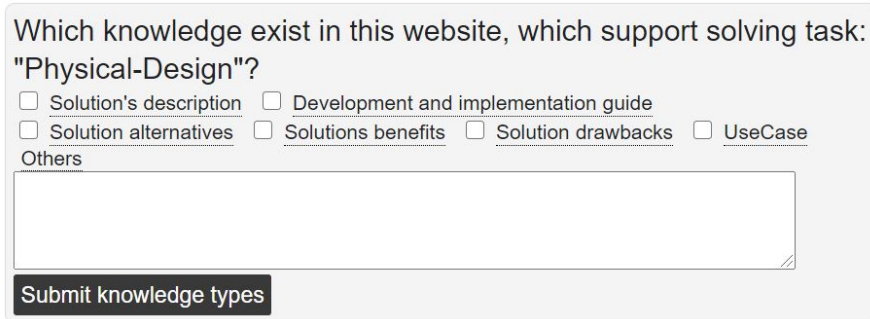 Which knowledge exist in this website, which support solving task:
"Physical-Design"?
Solution's description Development and implementation guide
Solution alternatives Solutions benefits Solution drawbacks UseCase
Others
Submit knowledge types